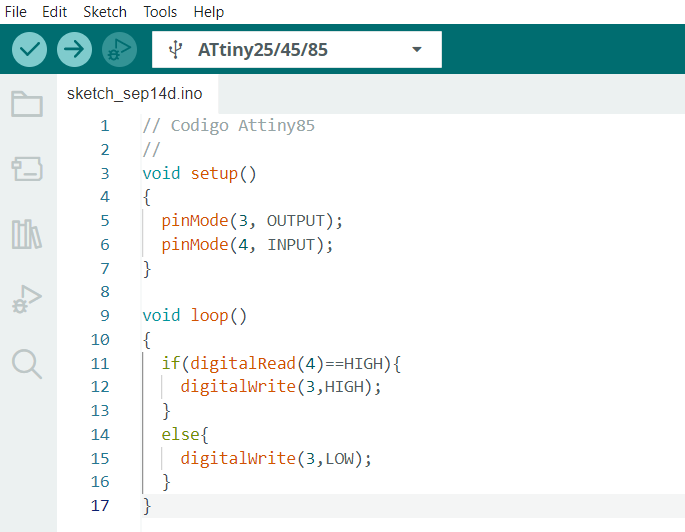 File Edit Sketch Tools Help
ATtiny25/45/85
sketch_sep14d.ino
1 // Codigo Attiny85
2 //
3 void setup()
4 {
5 pinMode(3, OUTPUT);
6 pinMode(4, INPUT);
7 }
8
9 void loop()
10 {
11 if(digitalRead(4)==HIGH){
12 digitalWrite(3,HIGH);
13 }
14 else{
15 digitalWrite(3,LOW);
16 }
17 }